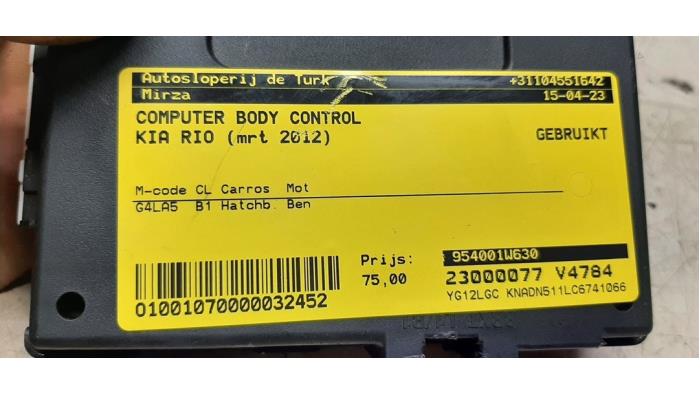 Autosloperij de Turk +31104551642
Mirza 15-04-23
COMPUTER BODY CONTROL
KIA RIO (mrt 2012) GEBRUIKT
M-code CL Carros Mot
G4LA5 B1 Hatchb. Ben
Prijs: 954001W630
75,00 23000077 V4784
YG12LGC KNADN511LC6741066
01001070000032452